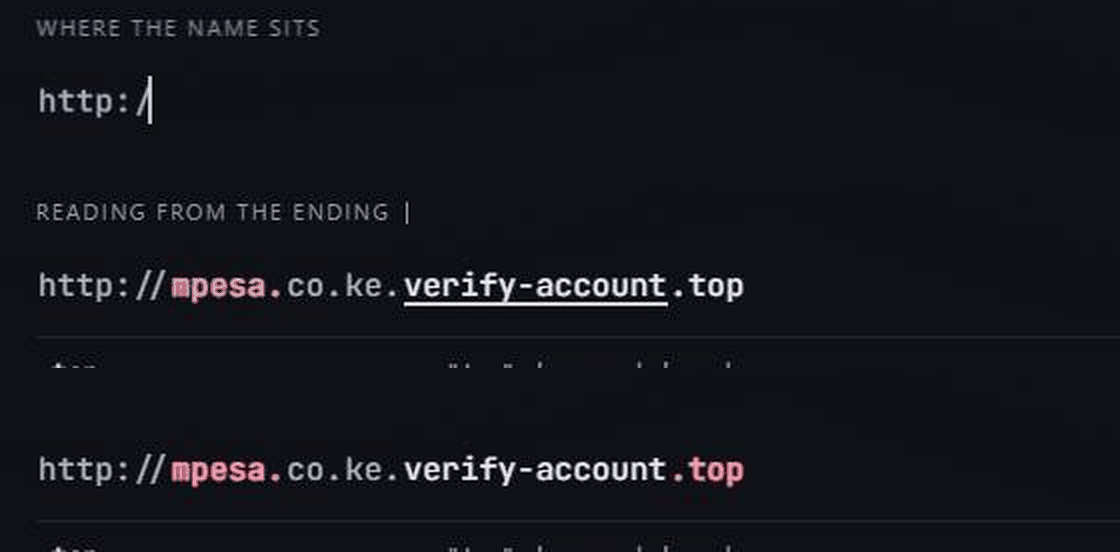 WHERE THE NAME SITS
http:/
READING FROM THE ENDING
http://mpesa.co.ke.verify-account.top
http://mpesa.co.ke.verify-account.top